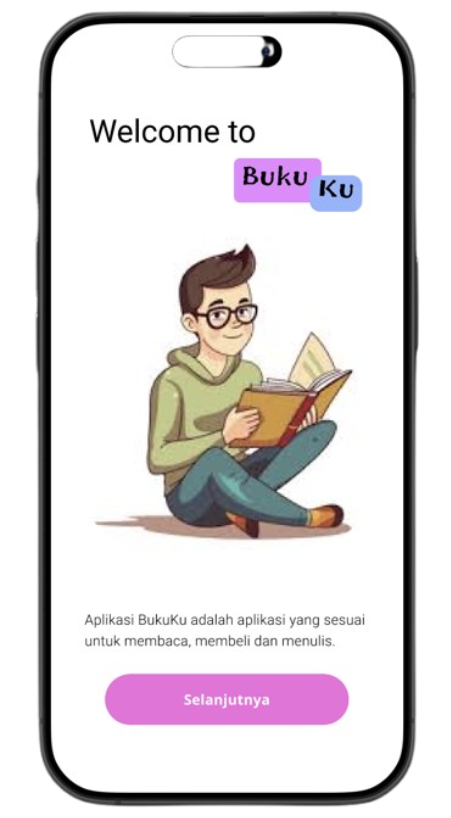 Welcome to
Buku
Ku
Aplikasi BukuKu adalah aplikasi yang sesuai
untuk membaca, membeli dan menulis.
Selanjutnya